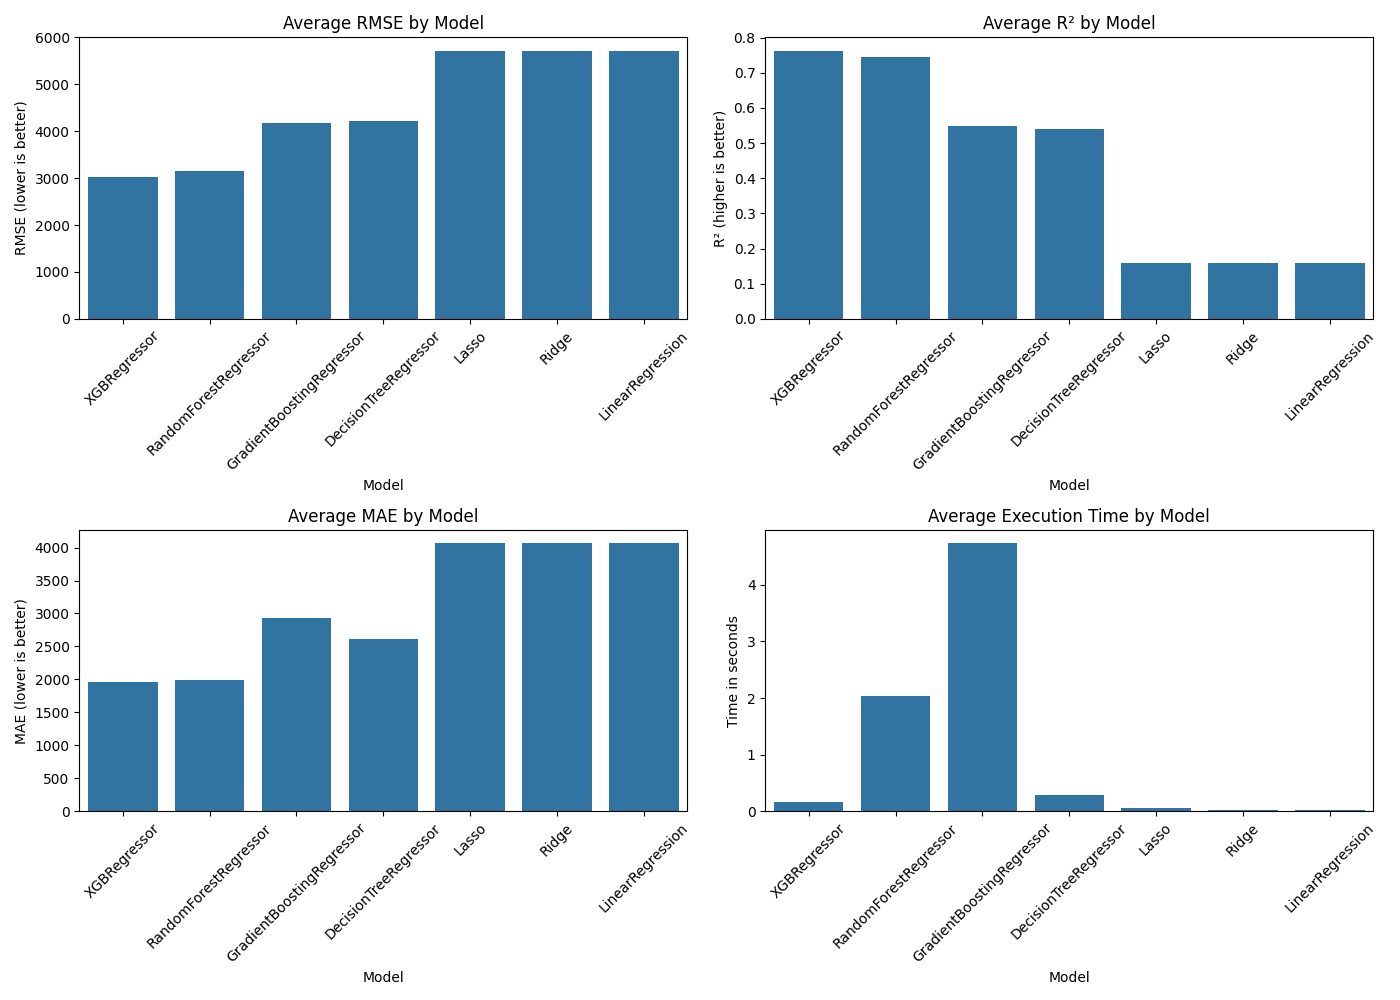 Average RMSE by Model
RMSE (lower is better)
6000
5000
4000
3000
2000
1000
0
XGBRegressor
RandomForestRegressor
GradientBoostingRegressor
DecisionTreeRegressor
Lasso
Ridge
LinearRegression
Model
Average R² by Model
R² (higher is better)
0.8
0.7
0.6
0.5
0.4
0.3
0.2
0.1
0.0
XGBRegressor
RandomForestRegressor
GradientBoostingRegressor
DecisionTreeRegressor
Lasso
Ridge
LinearRegression
Model
Average MAE by Model
MAE (lower is better)
4000
3500
3000
2500
2000
1500
1000
500
0
XGBRegressor
RandomForestRegressor
GradientBoostingRegressor
DecisionTreeRegressor
Lasso
Ridge
LinearRegression
Model
Average Execution Time by Model
Time in seconds
4
3
2
1
0
XGBRegressor
RandomForestRegressor
GradientBoostingRegressor
DecisionTreeRegressor
Lasso
Ridge
LinearRegression
Model